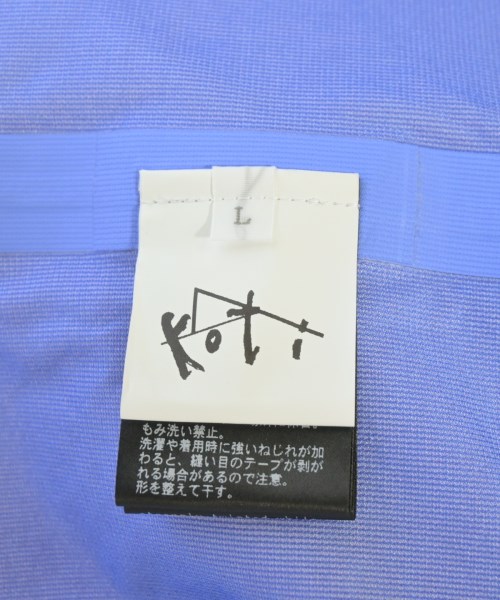 L
Koti
もみ洗い禁止。
洗濯や着用時に強いねじれが加
わると、縫い目のテープが剝が
れる場合があるので注意。
形を整えて干す。